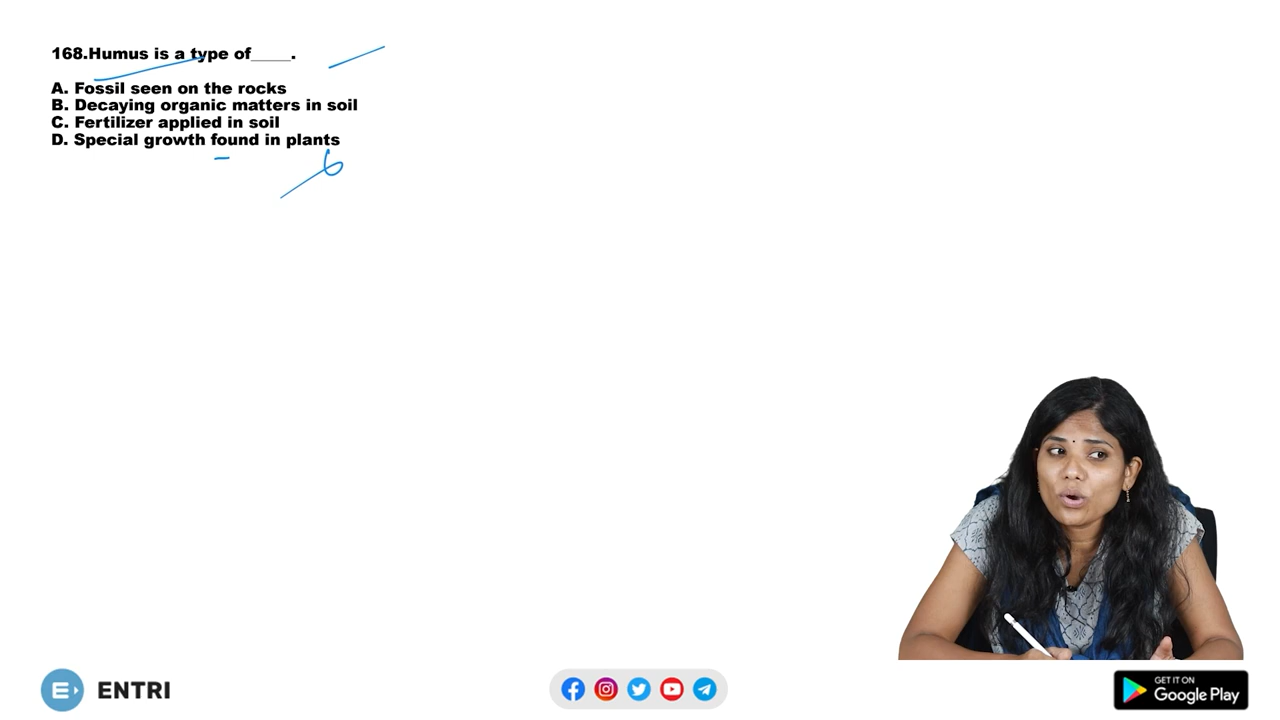 168.Humus is a type of_____.
A. Fossil seen on the rocks
B. Decaying organic matters in soil
C. Fertilizer applied in soil
D. Special growth found in plants
E ENTRI
GET IT ON
Google Play